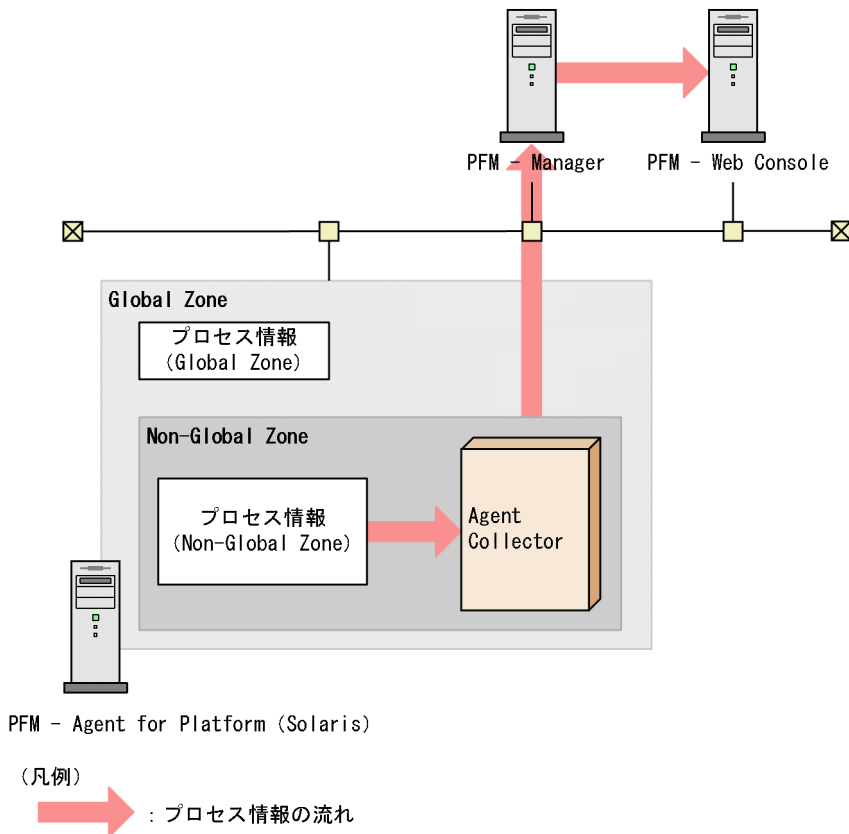 PFM - Manager
PFM - Web Console
Global Zone
プロセス情報
(Global Zone)
Non-Global Zone
プロセス情報
(Non-Global Zone)
Agent
Collector
PFM - Agent for Platform (Solaris)
(凡例)
：プロセス情報の流れ